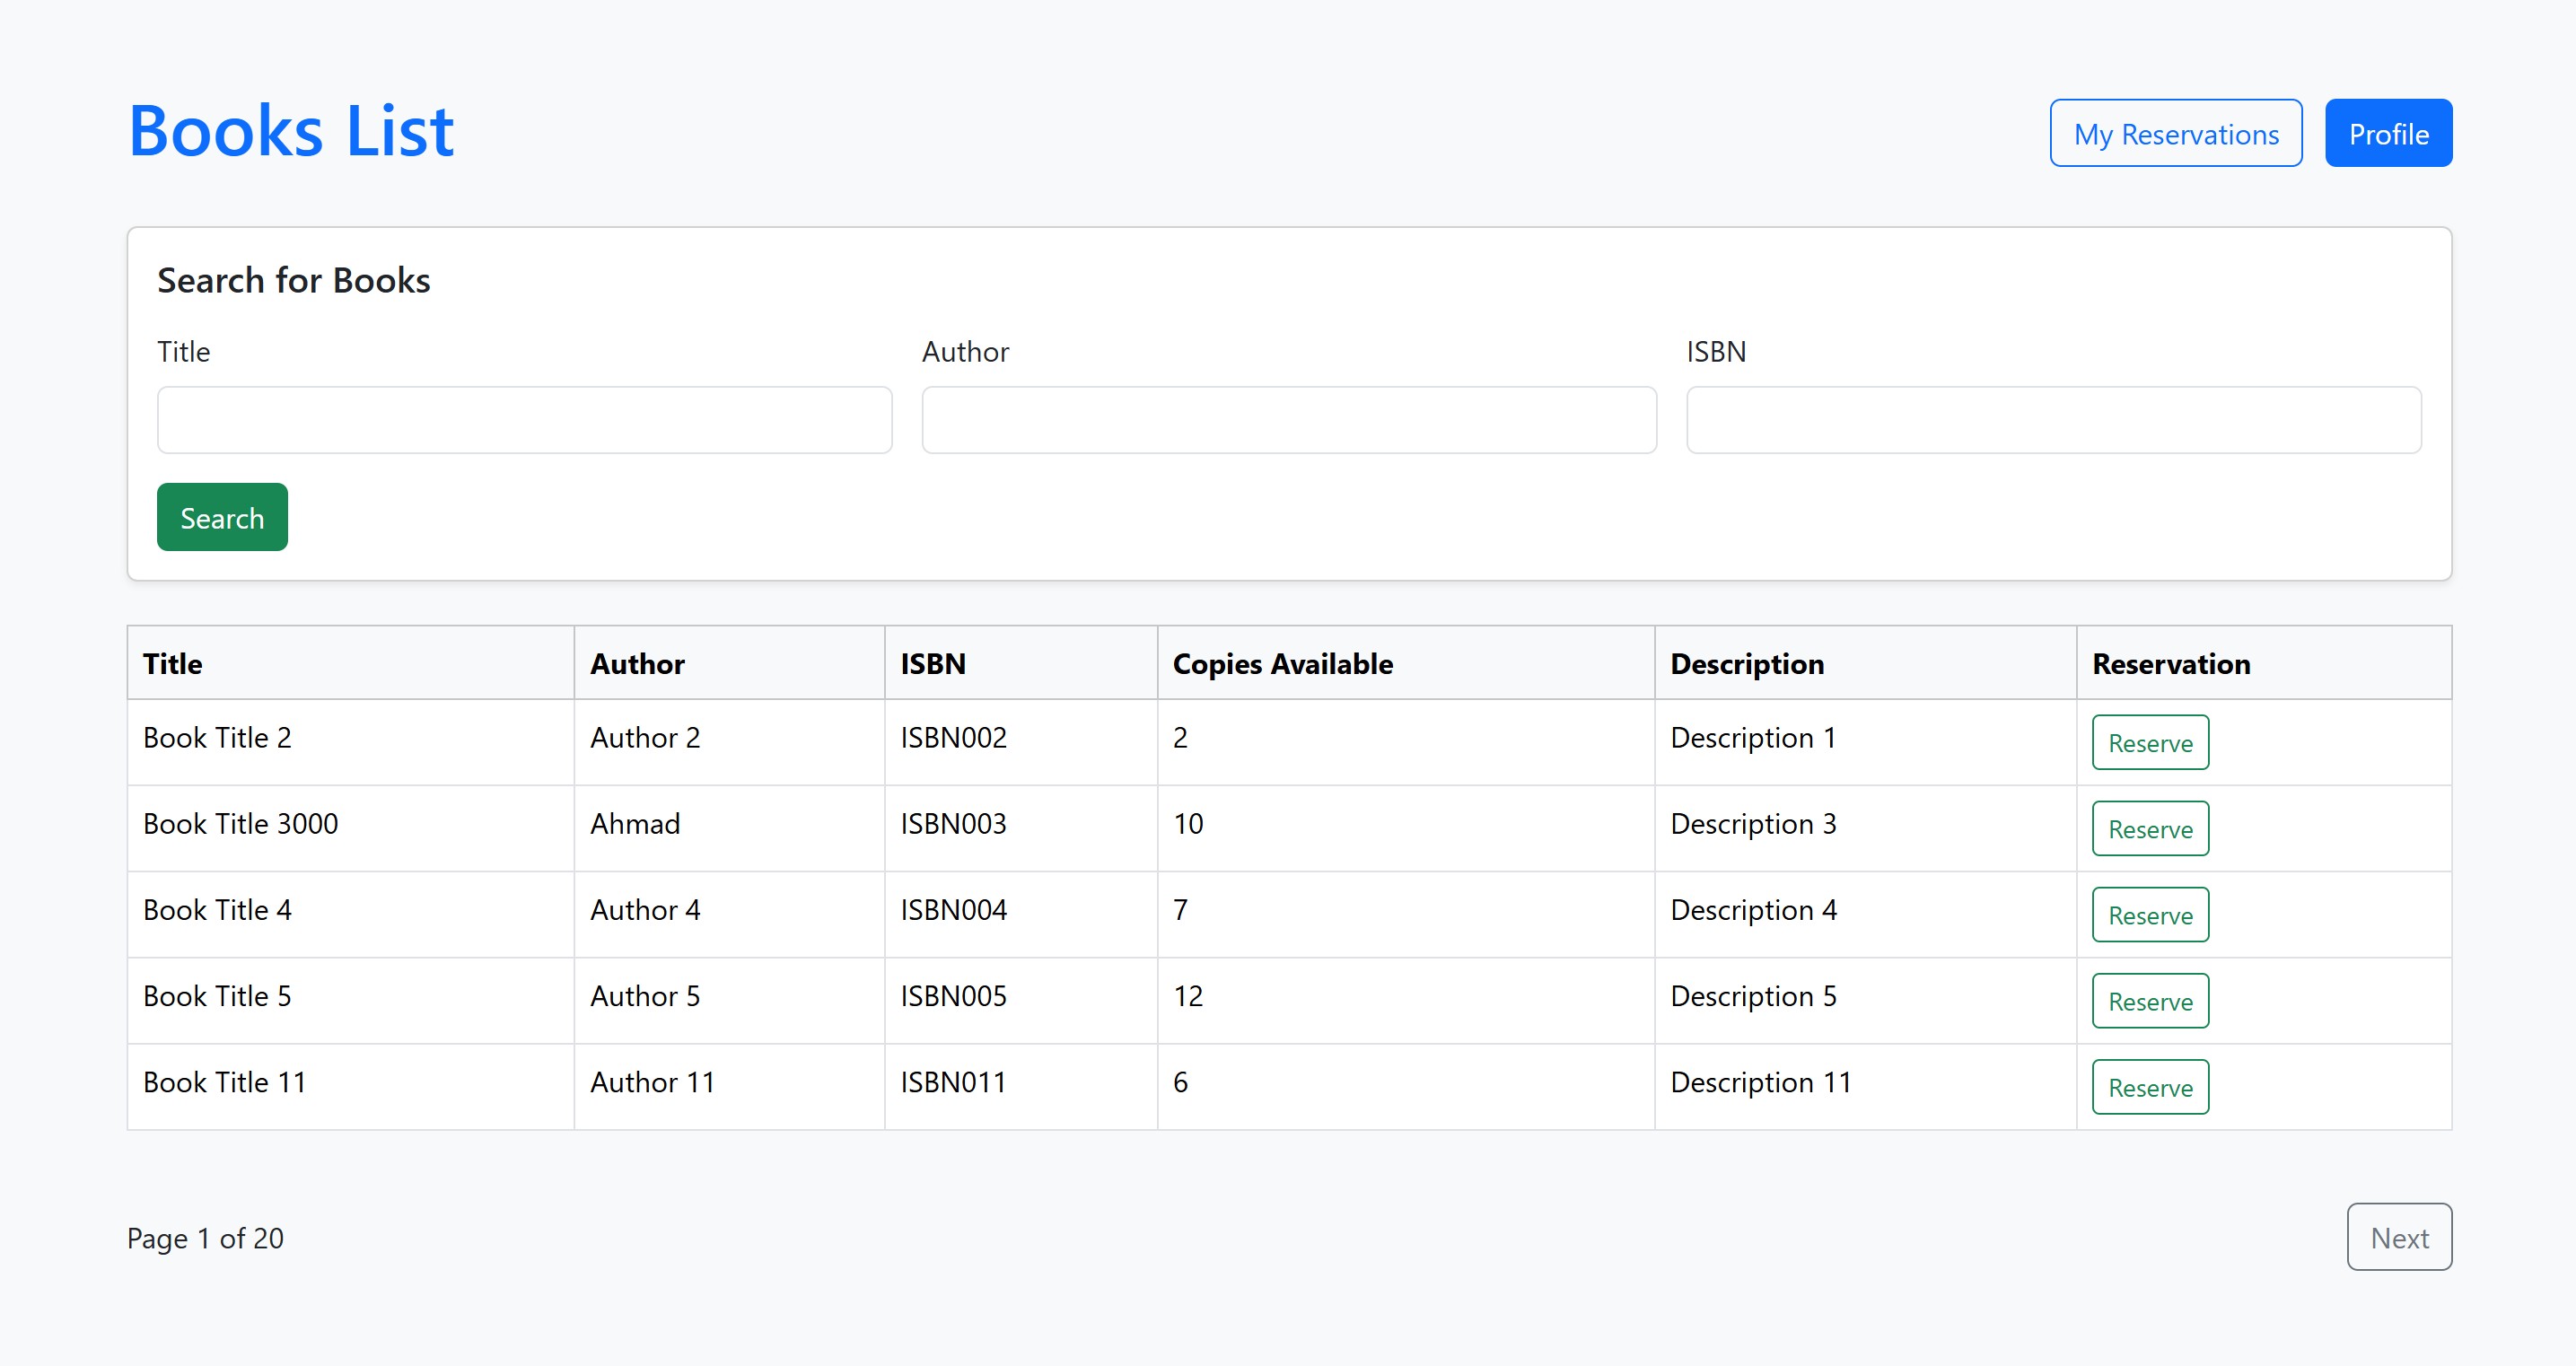 Books List
My Reservations Profile
Search for Books
Title Author ISBN
Search
Title Author ISBN Copies Available Description Reservation
Book Title 2 Author 2 ISBN002 2 Description 1 Reserve
Book Title 3000 Ahmad ISBN003 10 Description 3 Reserve
Book Title 4 Author 4 ISBN004 7 Description 4 Reserve
Book Title 5 Author 5 ISBN005 12 Description 5 Reserve
Book Title 11 Author 11 ISBN011 6 Description 11 Reserve
Page 1 of 20 Next